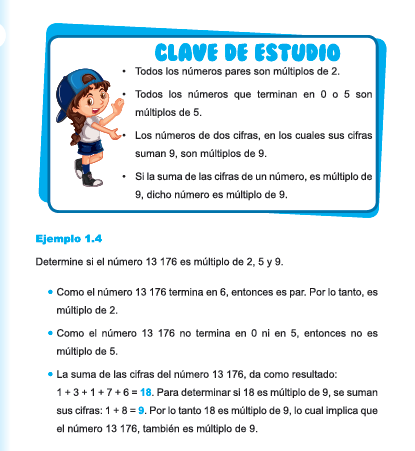 CLAVE DE ESTUDIO
• Todos los números pares son múltiplos de 2.
• Todos los números que terminan en 0 o 5 son
múltiplos de 5.
• Los números de dos cifras, en los cuales sus cifras
suman 9, son múltiplos de 9.
• Si la suma de las cifras de un número, es múltiplo de
9, dicho número es múltiplo de 9.
Ejemplo 1.4
Determine si el número 13 176 es múltiplo de 2, 5 y 9.
• Como el número 13 176 termina en 6, entonces es par. Por lo tanto, es
múltiplo de 2.
• Como el número 13 176 no termina en 0 ni en 5, entonces no es
múltiplo de 5.
• La suma de las cifras del número 13 176, da como resultado:
1 + 3 + 1 + 7 + 6 = 18. Para determinar si 18 es múltiplo de 9, se suman
sus cifras: 1 + 8 = 9. Por lo tanto 18 es múltiplo de 9, lo cual implica que
el número 13 176, también es múltiplo de 9.